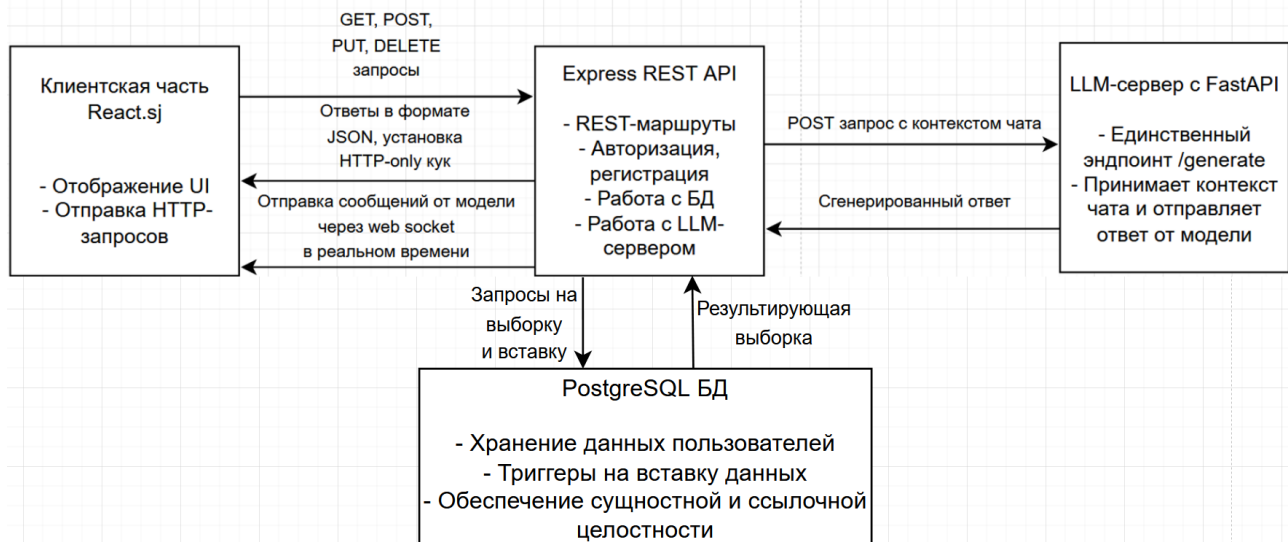 GET, POST,
PUT, DELETE
запросы
Клиентская часть
React.sj
- Отображение UI
- Отправка HTTP-
запросов
Ответы в формате
JSON, установка
HTTP-only кук
Отправка сообщений от модели
через web socket
в реальном времени
Express REST API
- REST-маршруты
- Авторизация,
регистрация
- Работа с БД
- Работа с LLM-
сервером
POST запрос с контекстом чата
Сгенерированный ответ
LLM-сервер с FastAPI
- Единственный
эндпоинт /generate
- Принимает контекст
чата и отправляет
ответ от модели
Запросы на
выборку
и вставку
Результирующая
выборка
PostgreSQL БД
- Хранение данных пользователей
- Триггеры на вставку данных
- Обеспечение сущностной и ссылочной
целостности